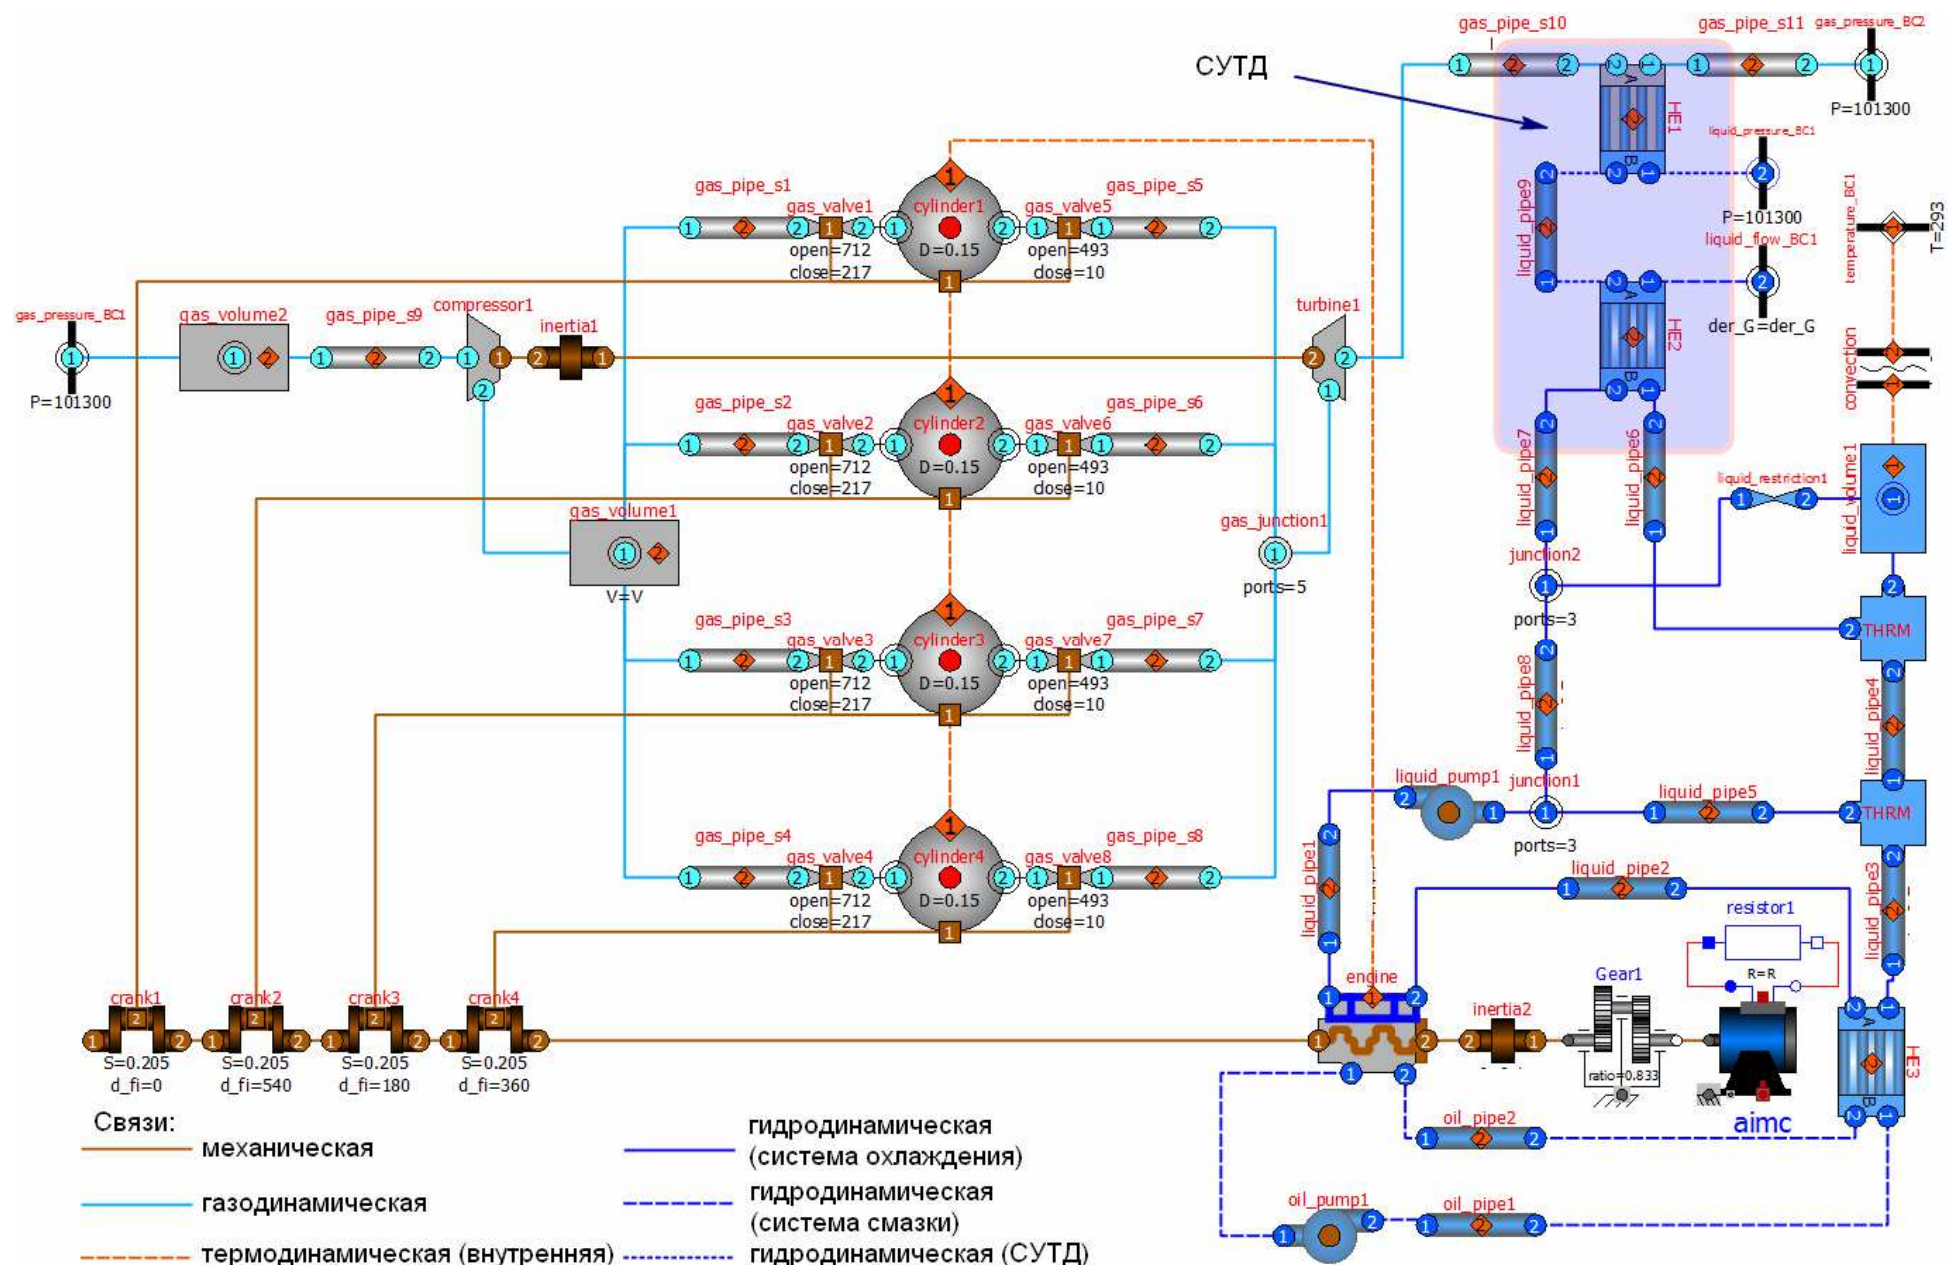 gas_pipe_s10
gas_pipe_s11
gas_pressure_BC2
СУТД
P=101300
HE1
A
B
liquid_pressure_BC1
P=101300
liquid_pipe9
liquid_flow_BC1
der_G=der_G
HE2
A
B
temperature_BC1
T=293
convection
gas_pipe_s1
gas_valve1
open=712
close=217
cylinder1
D=0.15
gas_valve5
open=493
close=10
gas_pipe_s5
gas_pressure_BC1
P=101300
gas_volume2
gas_pipe_s9
compressor1
inertia1
turbine1
gas_pipe_s2
gas_valve2
open=712
close=217
cylinder2
D=0.15
gas_valve6
open=493
close=10
gas_pipe_s6
liquid_pipe7
liquid_pipe6
liquid_restriction1
liquid_volume1
gas_volume1
V=V
gas_junction1
ports=5
junction2
ports=3
THRM
gas_pipe_s3
gas_valve3
open=712
close=217
cylinder3
D=0.15
gas_valve7
open=493
close=10
gas_pipe_s7
liquid_pipe8
liquid_pipe4
liquid_pump1
junction1
ports=3
liquid_pipe5
THRM
gas_pipe_s4
gas_valve4
open=712
close=217
cylinder4
D=0.15
gas_valve8
open=493
close=10
gas_pipe_s8
liquid_pipe1
liquid_pipe2
liquid_pipe3
resistor1
R=R
crank1
S=0.205
d_fi=0
crank2
S=0.205
d_fi=540
crank3
S=0.205
d_fi=180
crank4
S=0.205
d_fi=360
engine
inertia2
Gear1
ratio=0.833
aimc
HE3
A
B
oil_pipe2
oil_pump1
oil_pipe1
Связи:
механическая
газодинамическая
термодинамическая (внутренняя)
гидродинамическая
(система охлаждения)
гидродинамическая
(система смазки)
гидродинамическая (СУТД)